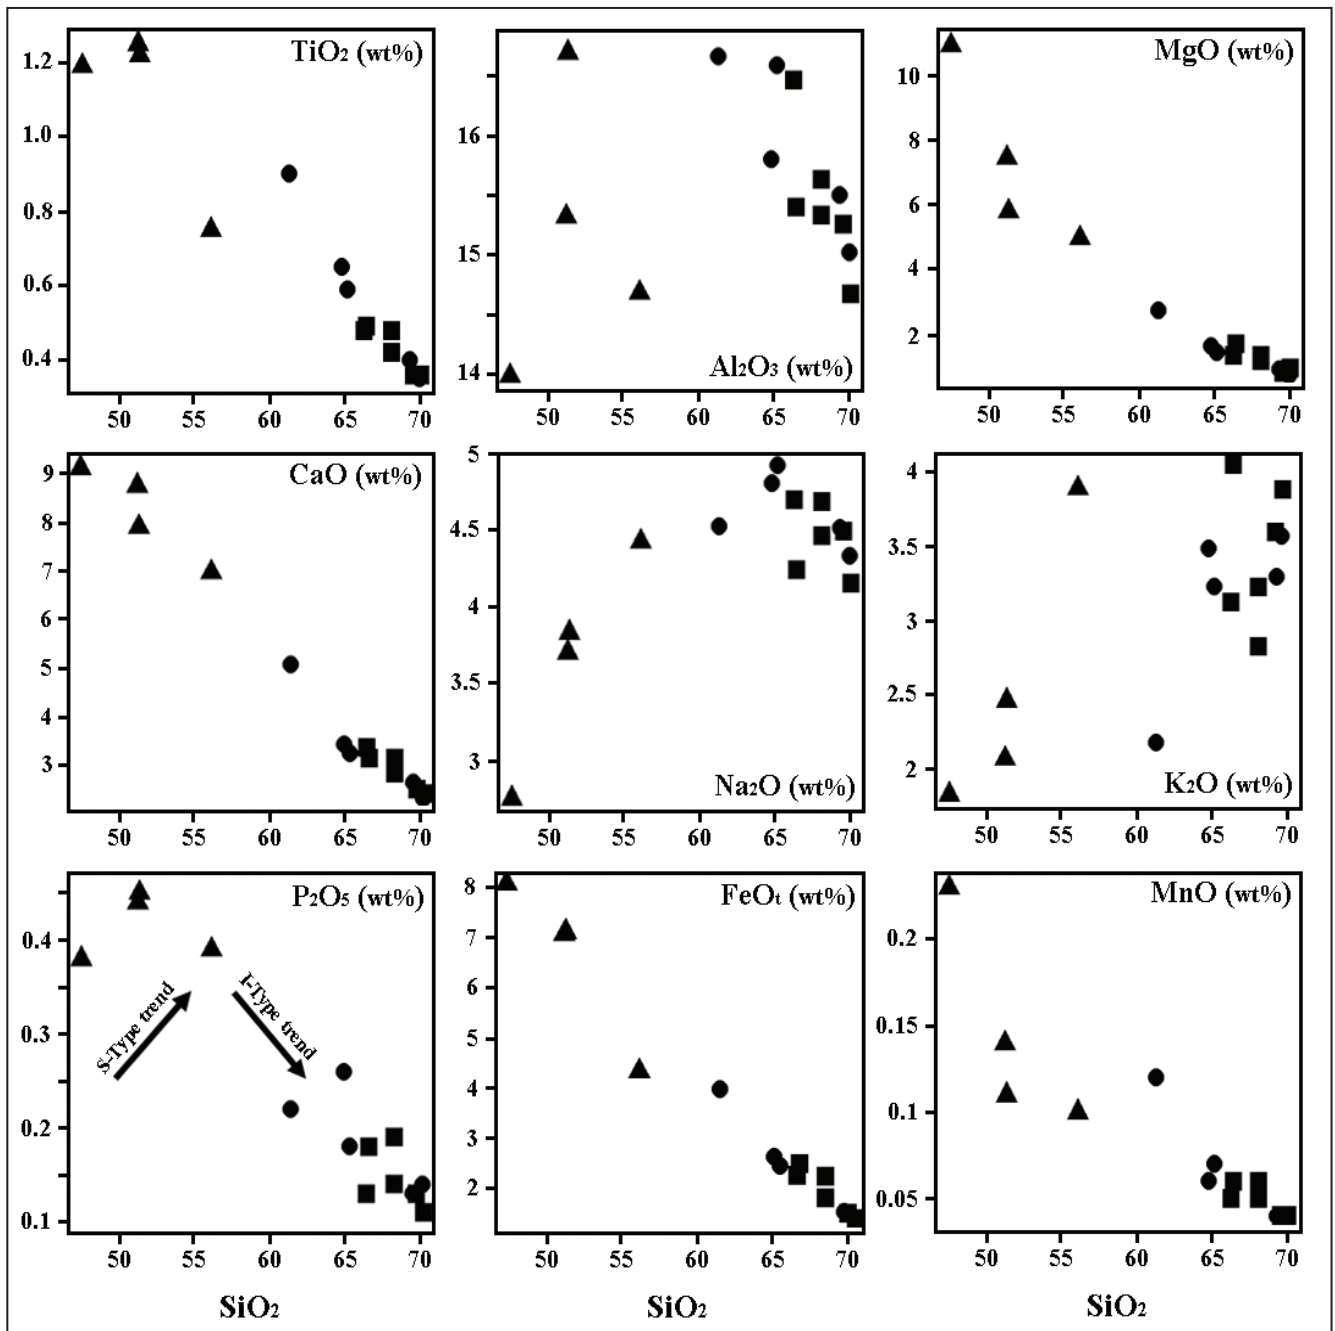 TiO2 (wt%)
1.2
1.0
0.8
0.6
0.4
50 55 60 65 70
Al2O3 (wt%)
16
15
14
50 55 60 65 70
MgO (wt%)
10
8
6
4
2
50 55 60 65 70
CaO (wt%)
9
8
7
6
5
4
3
50 55 60 65 70
Na2O (wt%)
5
4.5
4
3.5
3
50 55 60 65 70
K2O (wt%)
4
3.5
3
2.5
2
50 55 60 65 70
P2O5 (wt%)
0.4
0.3
0.2
0.1
S-Type trend
I-Type trend
50 55 60 65 70
SiO2
FeOt (wt%)
8
7
6
5
4
3
2
50 55 60 65 70
SiO2
MnO (wt%)
0.2
0.15
0.1
0.05
50 55 60 65 70
SiO2